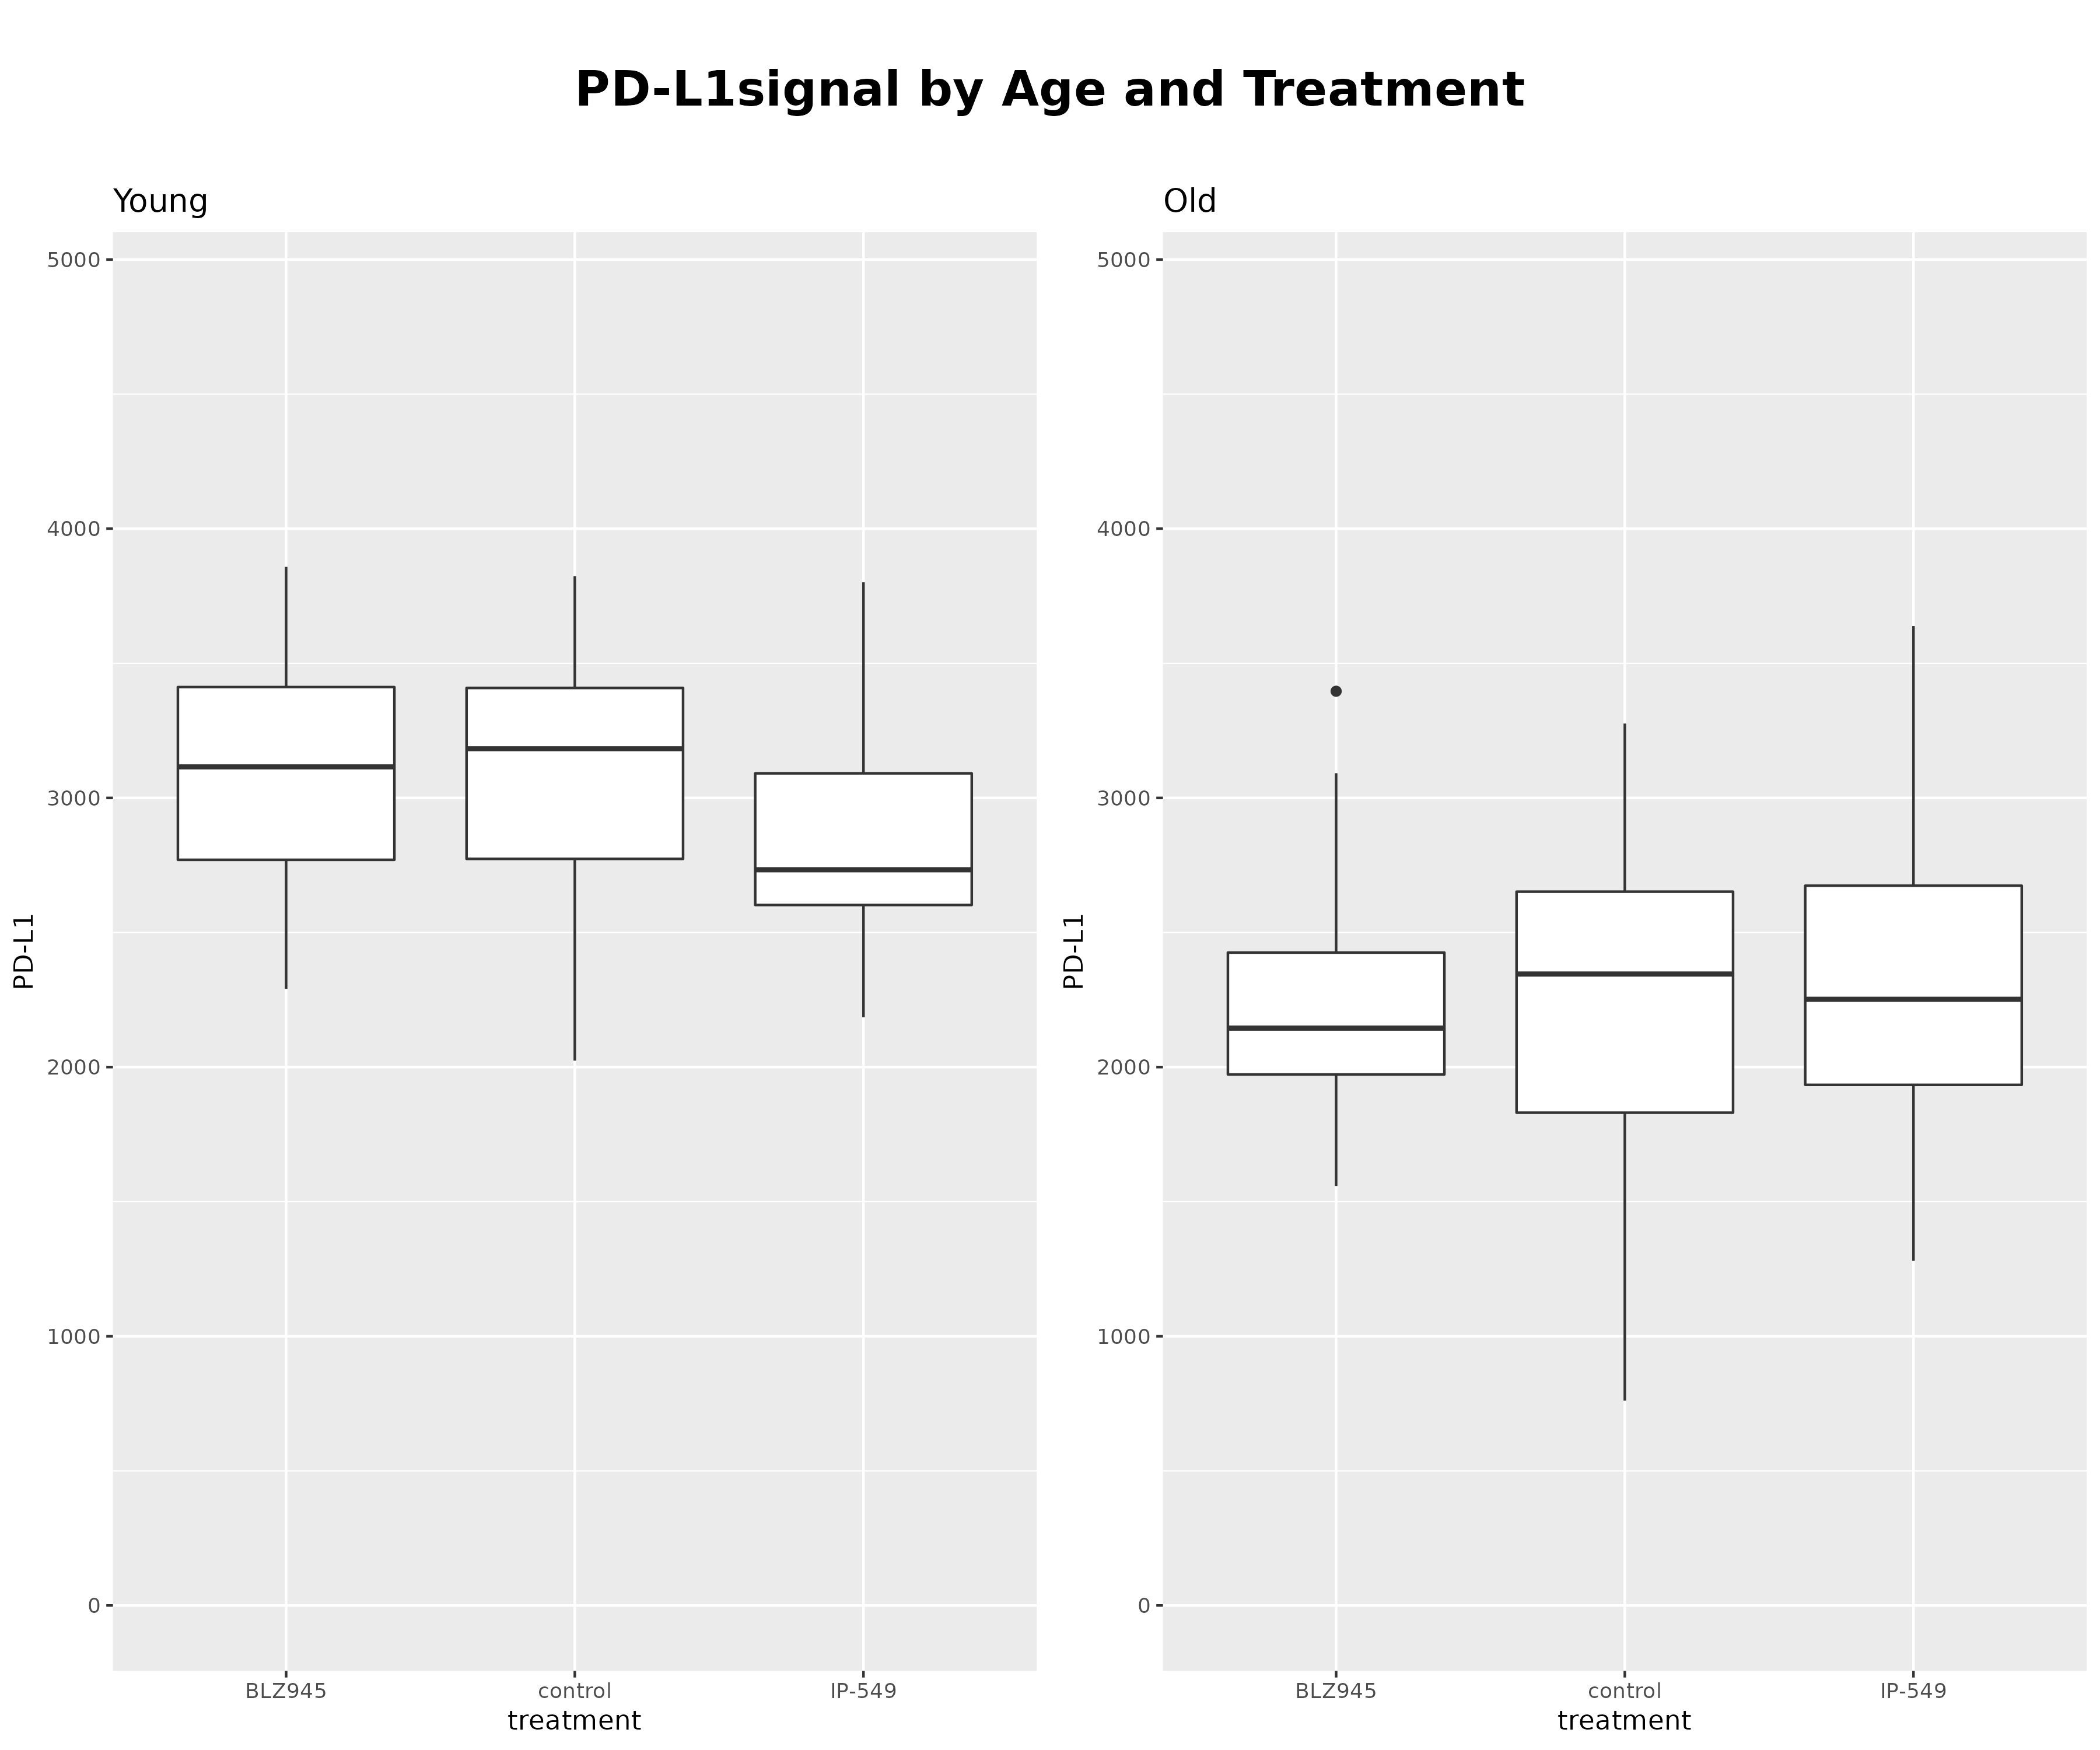 PD-L1signal by Age and Treatment
Young
5000
4000
3000
2000
1000
0
PD-L1
BLZ945 control IP-549
treatment
Old
5000
4000
3000
2000
1000
0
PD-L1
BLZ945 control IP-549
treatment